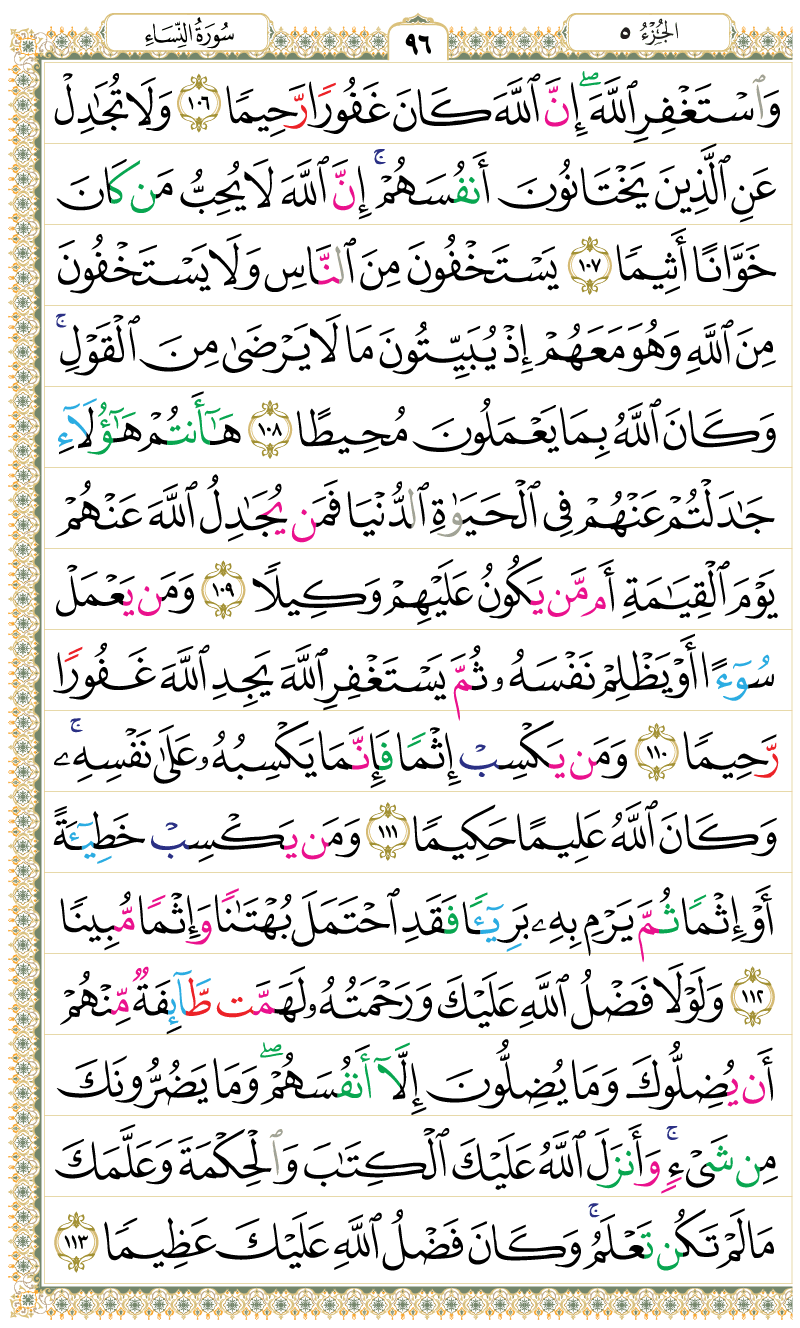 الجُزْءُ ٥
٩٦
سُورَةُ النِّسَاءِ
وَٱسْتَغْفِرِ ٱللَّهَ ۖ إِنَّ ٱللَّهَ كَانَ غَفُورًا رَّحِيمًا ١٠٦ وَلَا تُجَٰدِلْ
عَنِ ٱلَّذِينَ يَخْتَانُونَ أَنفُسَهُمْ ۚ إِنَّ ٱللَّهَ لَا يُحِبُّ مَن كَانَ
خَوَّانًا أَثِيمًا ١٠٧ يَسْتَخْفُونَ مِنَ ٱلنَّاسِ وَلَا يَسْتَخْفُونَ
مِنَ ٱللَّهِ وَهُوَ مَعَهُمْ إِذْ يُبَيِّتُونَ مَا لَا يَرْضَىٰ مِنَ ٱلْقَوْلِ ۚ
وَكَانَ ٱللَّهُ بِمَا يَعْمَلُونَ مُحِيطًا ١٠٨ هَٰٓأَنتُمْ هَٰٓؤُلَآءِ
جَٰدَلْتُمْ عَنْهُمْ فِى ٱلْحَيَوٰةِ ٱلدُّنْيَا فَمَن يُجَٰدِلُ ٱللَّهَ عَنْهُمْ
يَوْمَ ٱلْقِيَٰمَةِ أَم مَّن يَكُونُ عَلَيْهِمْ وَكِيلًا ١٠٩ وَمَن يَعْمَلْ
سُوٓءًا أَوْ يَظْلِمْ نَفْسَهُۥ ثُمَّ يَسْتَغْفِرِ ٱللَّهَ يَجِدِ ٱللَّهَ غَفُورًا
رَّحِيمًا ١١٠ وَمَن يَكْسِبْ إِثْمًا فَإِنَّمَا يَكْسِبُهُۥ عَلَىٰ نَفْسِهِۦ ۚ
وَكَانَ ٱللَّهُ عَلِيمًا حَكِيمًا ١١١ وَمَن يَكْسِبْ خَطِيٓـَٔةً
أَوْ إِثْمًا ثُمَّ يَرْمِ بِهِۦ بَرِيٓـًٔا فَقَدِ ٱحْتَمَلَ بُهْتَٰنًا وَإِثْمًا مُّبِينًا
١١٢ وَلَوْلَا فَضْلُ ٱللَّهِ عَلَيْكَ وَرَحْمَتُهُۥ لَهَمَّت طَّآئِفَةٌ مِّنْهُمْ
أَن يُضِلُّوكَ وَمَا يُضِلُّونَ إِلَّآ أَنفُسَهُمْ ۖ وَمَا يَضُرُّونَكَ
مِن شَىْءٍ ۚ وَأَنزَلَ ٱللَّهُ عَلَيْكَ ٱلْكِتَٰبَ وَٱلْحِكْمَةَ وَعَلَّمَكَ
مَا لَمْ تَكُن تَعْلَمُ ۚ وَكَانَ فَضْلُ ٱللَّهِ عَلَيْكَ عَظِيمًا ١١٣